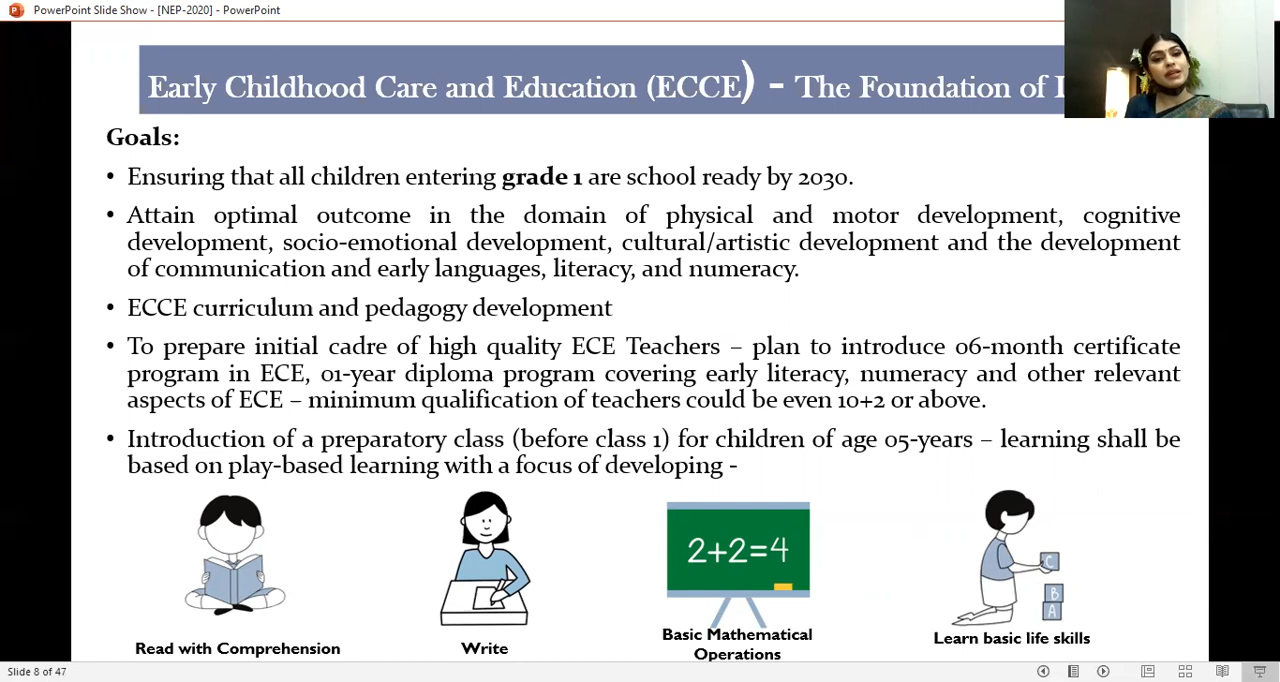 PowerPoint Slide Show - [NEP-2020] - PowerPoint
Early Childhood Care and Education (ECCE) - The Foundation of
Goals:
• Ensuring that all children entering grade 1 are school ready by 2030.
• Attain optimal outcome in the domain of physical and motor development, cognitive
development, socio-emotional development, cultural/artistic development and the development
of communication and early languages, literacy, and numeracy.
• ECCE curriculum and pedagogy development
• To prepare initial cadre of high quality ECE Teachers – plan to introduce 06-month certificate
program in ECE, 01-year diploma program covering early literacy, numeracy and other relevant
aspects of ECE – minimum qualification of teachers could be even 10+2 or above.
• Introduction of a preparatory class (before class 1) for children of age 05-years – learning shall be
based on play-based learning with a focus of developing -
2+2=4
C
B
A
Read with Comprehension
Write
Basic Mathematical
Operations
Learn basic life skills
Slide 8 of 47